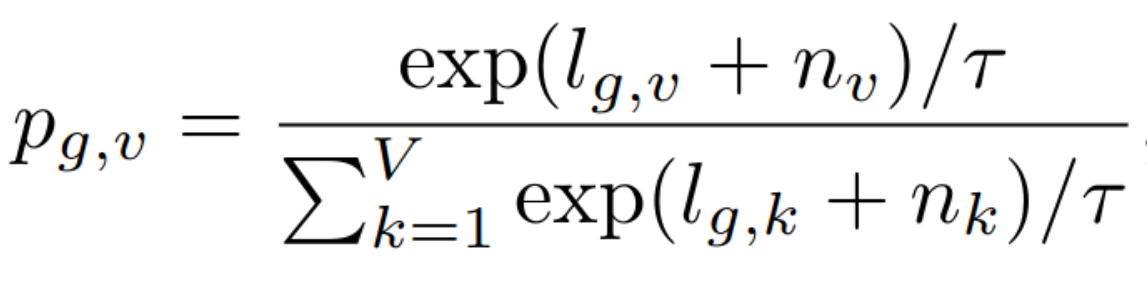 p_{g,v} = \frac{\exp(l_{g,v} + n_v)/\tau}{\sum_{k=1}^{V} \exp(l_{g,k} + n_k)/\tau}